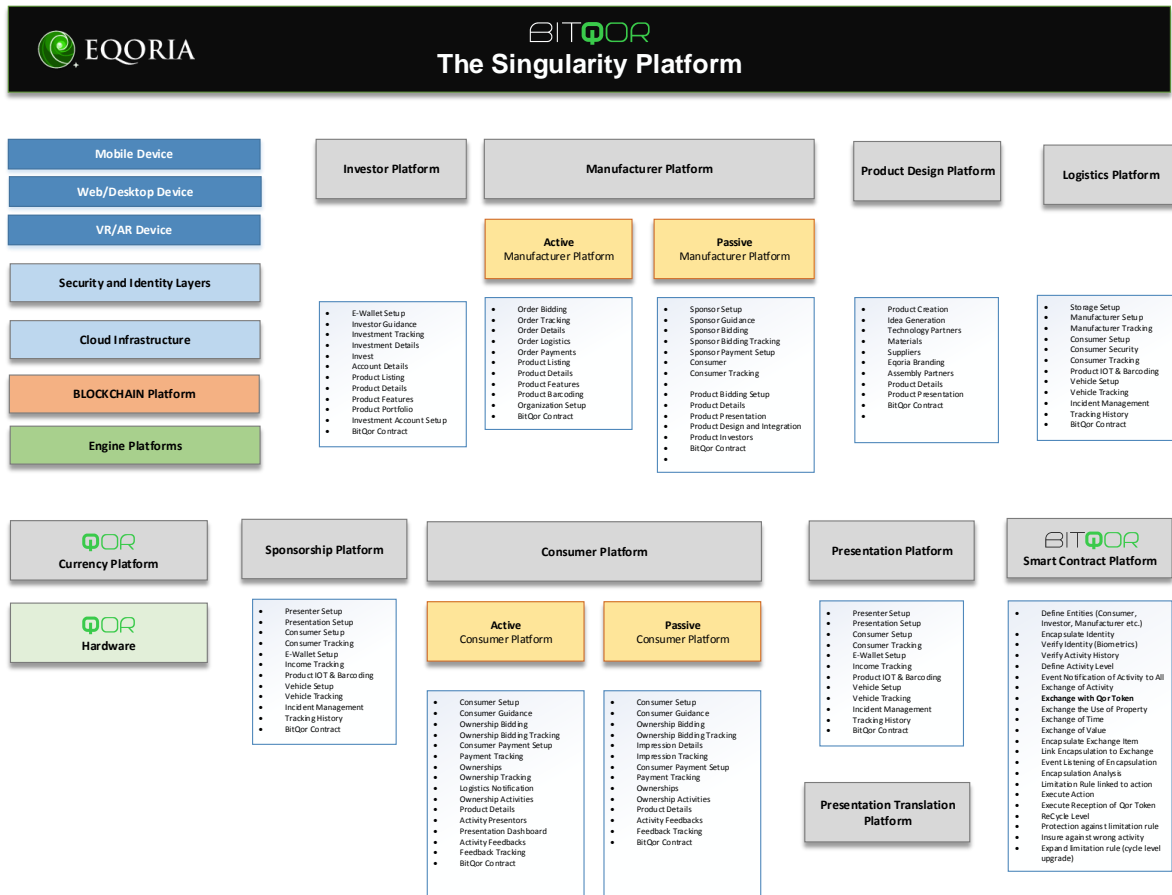 EQORIA
BITQOR
The Singularity Platform
Mobile Device
Web/Desktop Device
VR/AR Device
Security and Identity Layers
Cloud Infrastructure
BLOCKCHAIN Platform
Engine Platforms
Investor Platform
• E-Wallet Setup
• Investor Guidance
• Investment Tracking
• Investment Details
• Invest
• Account Details
• Product Listing
• Product Details
• Product Features
• Product Portfolio
• Investment Account Setup
• BitQor Contract
Manufacturer Platform
Active
Manufacturer Platform
• Order Bidding
• Order Tracking
• Order Details
• Order Logistics
• Order Payments
• Product Listing
• Product Details
• Product Features
• Product Barcoding
• Organization Setup
• BitQor Contract
Passive
Manufacturer Platform
• Sponsor Setup
• Sponsor Guidance
• Sponsor Bidding
• Sponsor Bidding Tracking
• Sponsor Payment Setup
• Consumer
• Consumer Tracking
• Product Bidding Setup
• Product Details
• Product Presentation
• Product Design and Integration
• Product Investors
• BitQor Contract
•
Product Design Platform
• Product Creation
• Idea Generation
• Technology Partners
• Materials
• Suppliers
• Eqoria Branding
• Assembly Partners
• Product Details
• Product Presentation
• BitQor Contract
•
Logistics Platform
• Storage Setup
• Manufacturer Setup
• Manufacturer Tracking
• Consumer Setup
• Consumer Security
• Consumer Tracking
• Product IOT & Barcoding
• Vehicle Setup
• Vehicle Tracking
• Incident Management
• Tracking History
• BitQor Contract
QOR
Currency Platform
QOR
Hardware
Sponsorship Platform
• Presenter Setup
• Presentation Setup
• Consumer Setup
• Consumer Tracking
• E-Wallet Setup
• Income Tracking
• Product IOT & Barcoding
• Vehicle Setup
• Vehicle Tracking
• Incident Management
• Tracking History
• BitQor Contract
Consumer Platform
Active
Consumer Platform
• Consumer Setup
• Consumer Guidance
• Ownership Bidding
• Ownership Bidding Tracking
• Consumer Payment Setup
• Payment Tracking
• Ownerships
• Ownership Tracking
• Logistics Notification
• Ownership Activities
• Product Details
• Activity Presentors
• Presentation Dashboard
• Activity Feedbacks
• Feedback Tracking
• BitQor Contract
Passive
Consumer Platform
• Consumer Setup
• Consumer Guidance
• Ownership Bidding
• Ownership Bidding Tracking
• Impression Details
• Impression Tracking
• Consumer Payment Setup
• Payment Tracking
• Ownerships
• Ownership Activities
• Product Details
• Activity Feedbacks
• Feedback Tracking
• BitQor Contract
Presentation Platform
• Presenter Setup
• Presentation Setup
• Consumer Setup
• Consumer Tracking
• E-Wallet Setup
• Income Tracking
• Product IOT & Barcoding
• Vehicle Setup
• Vehicle Tracking
• Incident Management
• Tracking History
• BitQor Contract
Presentation Translation
Platform
BITQOR
Smart Contract Platform
• Define Entities (Consumer,
Investor, Manufacturer etc.)
• Encapsulate Identity
• Verify Identity (Biometrics)
• Verify Activity History
• Define Activity Level
• Event Notification of Activity to All
• Exchange of Activity
• Exchange with Qor Token
• Exchange the Use of Property
• Exchange of Time
• Exchange of Value
• Encapsulate Exchange Item
• Link Encapsulation to Exchange
• Event Listening of Encapsulation
• Encapsulation Analysis
• Limitation Rule linked to action
• Execute Action
• Execute Reception of Qor Token
• ReCycle Level
• Protection against limitation rule
• Insure against wrong activity
• Expand limitation rule (cycle level
upgrade)